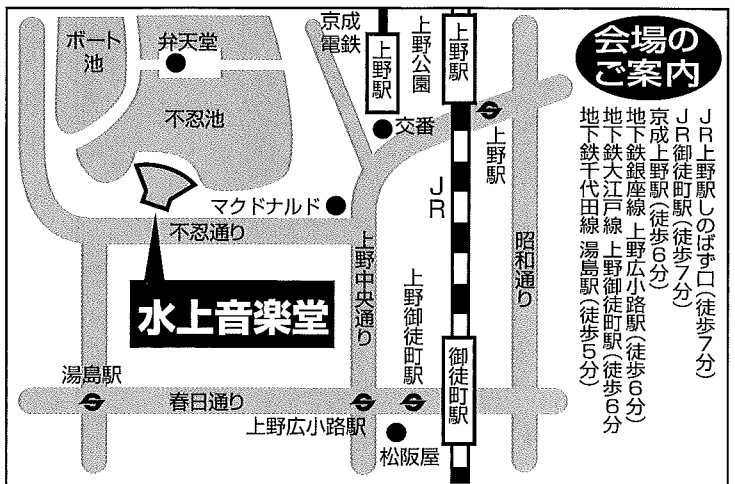 会場の
ご案内
JR上野駅しのばず口(徒歩7分)
JR御徒町駅(徒歩7分)
京成上野駅(徒歩6分)
地下鉄銀座線 上野広小路駅(徒歩6分)
地下鉄大江戸線 上野御徒町駅(徒歩6分
地下鉄千代田線 湯島駅(徒歩5分)
ボート
池
弁天堂
不忍池
京成
電鉄
上野駅
上野公園
上野駅
交番
上野駅
マクドナルド
JR
不忍通り
上野中央通り
昭和通り
水上音楽堂
上野御徒町駅
御徒町駅
湯島駅
春日通り
上野広小路駅
松阪屋